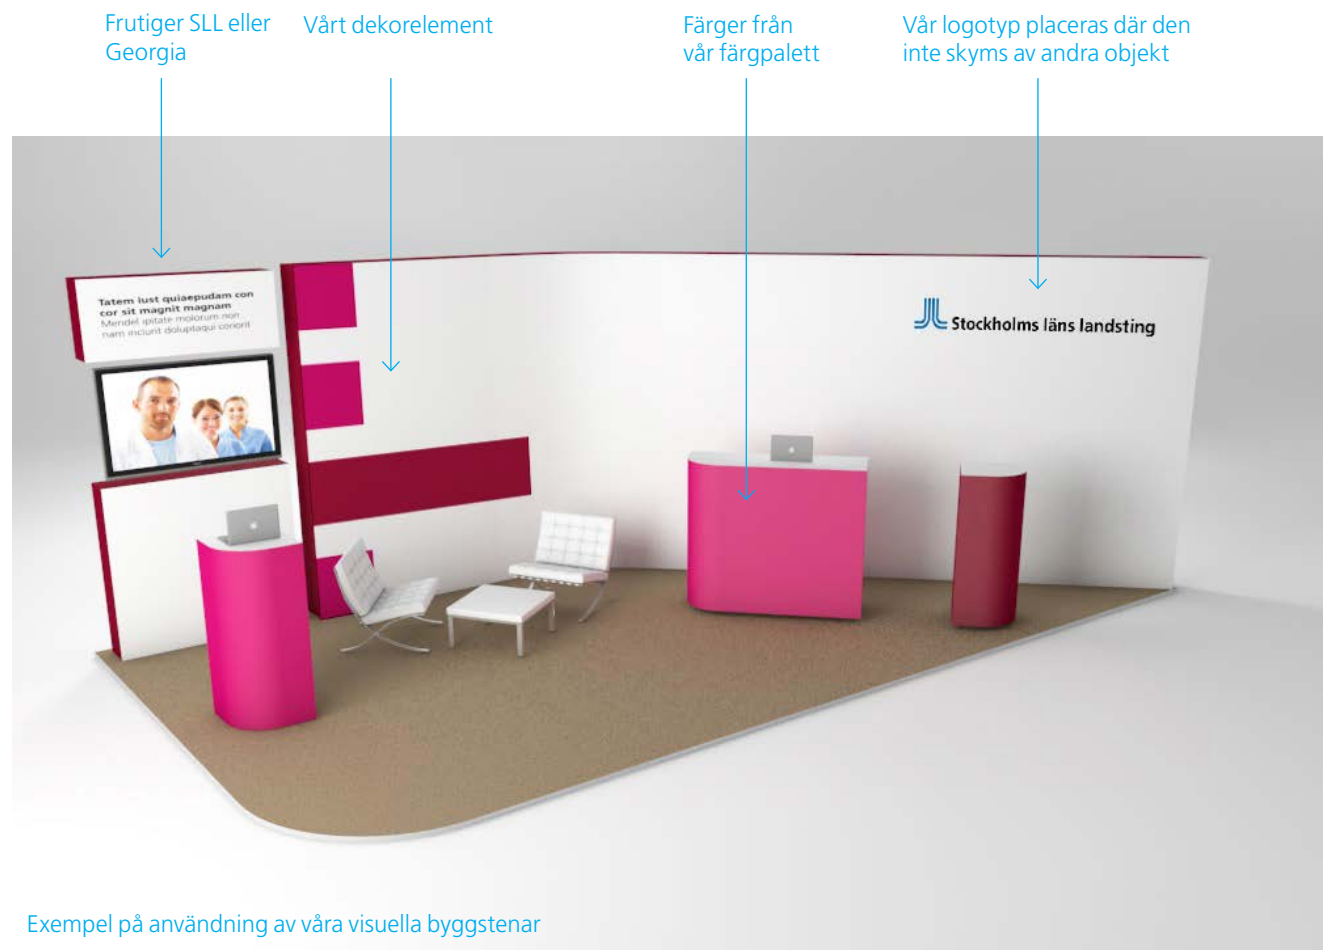 Frutiger SLL eller
Georgia
Vårt dekorelement
Färger från
vår färgpalett
Vår logotyp placeras där den
inte skyms av andra objekt
Tatem iust quiaepudam con
cor sit magnit magnam
Mendel ipitate molorum non
nam inciunt doluptaqui conorit
Stockholms läns landsting
Exempel på användning av våra visuella byggstenar